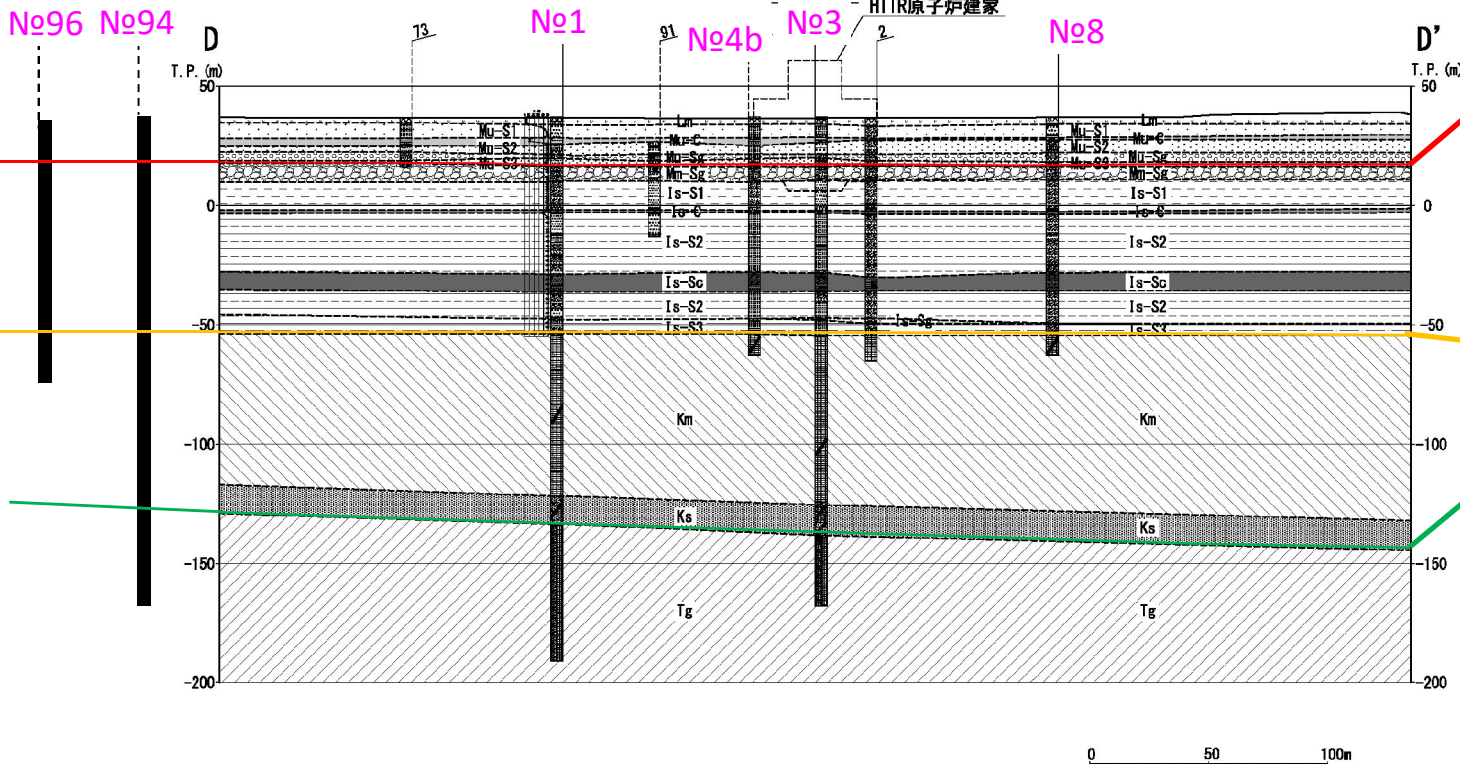 HTTR原子炉建家
№96 №94 D 73 №1 91 №4b №3 2 №8 D'
T.P.(m) T.P.(m)
50 50
Lm
Mu-S1 Mu-S1
Mu-C Mu-C
Mu-S2 Mu-S2
Mu-Sg Mu-Sg
Mu-S3 Mu-S3
Mm-Sg Mm-Sg
Is-S1 Is-S1
0 0
Is-C Is-C
Is-S2 Is-S2
Is-Sc Is-Sc
Is-S2 Is-S2
-50 Is-S3 Is-Sg Is-S3 -50
Km Km
-100 -100
Ks Ks
-150 -150
Tg Tg
-200 -200
0 50 100m